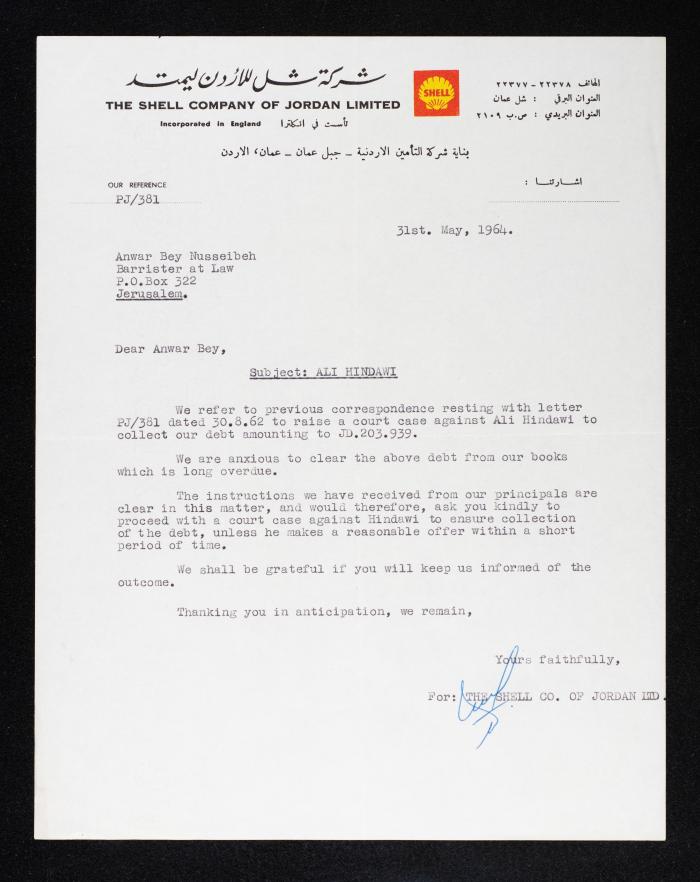 شركة شل للأردن ليمتد
THE SHELL COMPANY OF JORDAN LIMITED
Incorporated in England تأسست في انكلترا
SHELL
الهاتف ٢٢٣٧٨ – ٢٢٣٧٧
العنوان البرقي : شل عمان
العنوان البريدي : ص.ب ٢١٠٩
بناية شركة التأمين الاردنية – جبل عمان – عمان، الاردن
OUR REFERENCE
PJ/381
اشارتنا :
31st. May, 1964.
Anwar Bey Nusseibeh
Barrister at Law
P.O.Box 322
Jerusalem.
Dear Anwar Bey,
Subject: ALI HINDAWI
We refer to previous correspondence resting with letter
PJ/381 dated 30.8.62 to raise a court case against Ali Hindawi to
collect our debt amounting to JD.203.939.
We are anxious to clear the above debt from our books
which is long overdue.
The instructions we have received from our principals are
clear in this matter, and would therefore, ask you kindly to
proceed with a court case against Hindawi to ensure collection
of the debt, unless he makes a reasonable offer within a short
period of time.
We shall be grateful if you will keep us informed of the
outcome.
Thanking you in anticipation, we remain,
Yours faithfully,
For: THE SHELL CO. OF JORDAN LTD.